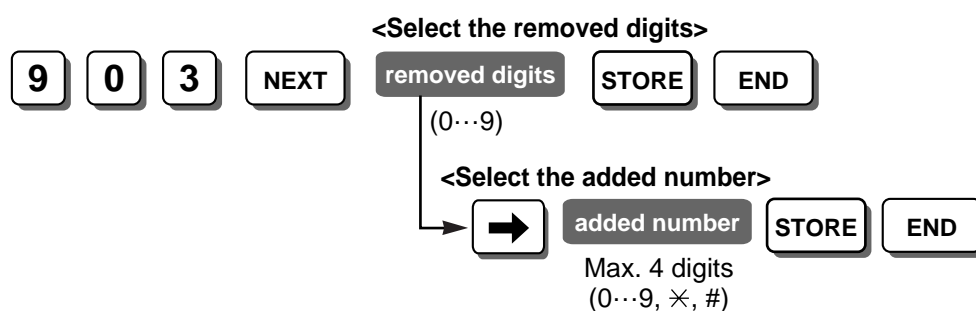 <Select the removed digits>
9 0 3 NEXT removed digits STORE END
(0···9)
<Select the added number>
➡ added number STORE END
Max. 4 digits
(0···9, ✳, #)